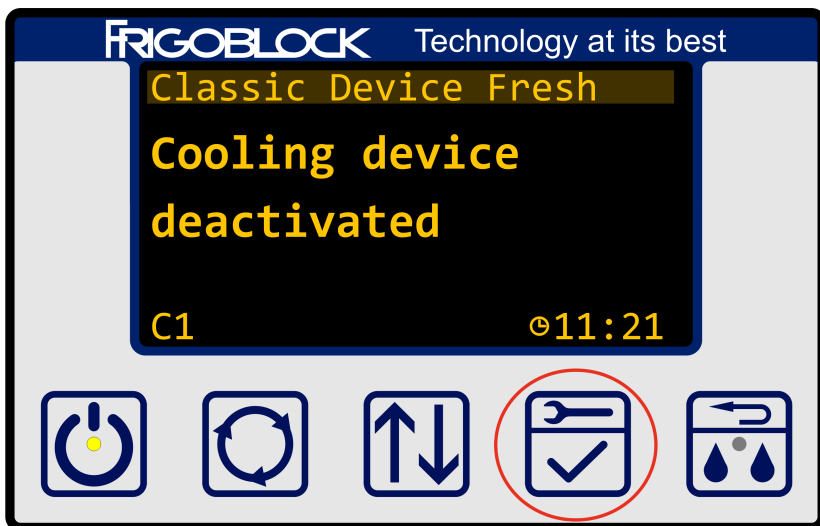 FRIGOBLOCK Technology at its best
Classic Device Fresh
Cooling device
deactivated
C1 11:21